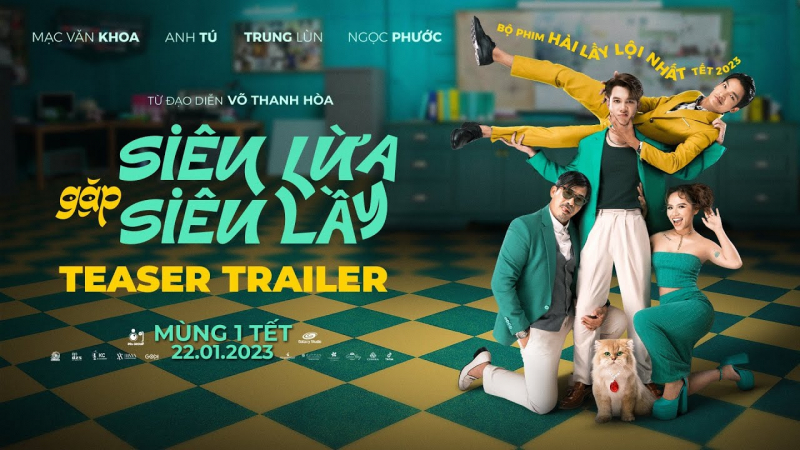 MẠC VĂN KHOA ANH TÚ TRUNG LÙN NGỌC PHƯỚC
BỘ PHIM HÀI LẦY LỘI NHẤT TẾT 2023
TỪ ĐẠO DIỄN VÕ THANH HÒA
SIÊU LỪA
gặp SIÊU LẦY
TEASER TRAILER
MÙNG 1 TẾT
22.01.2023